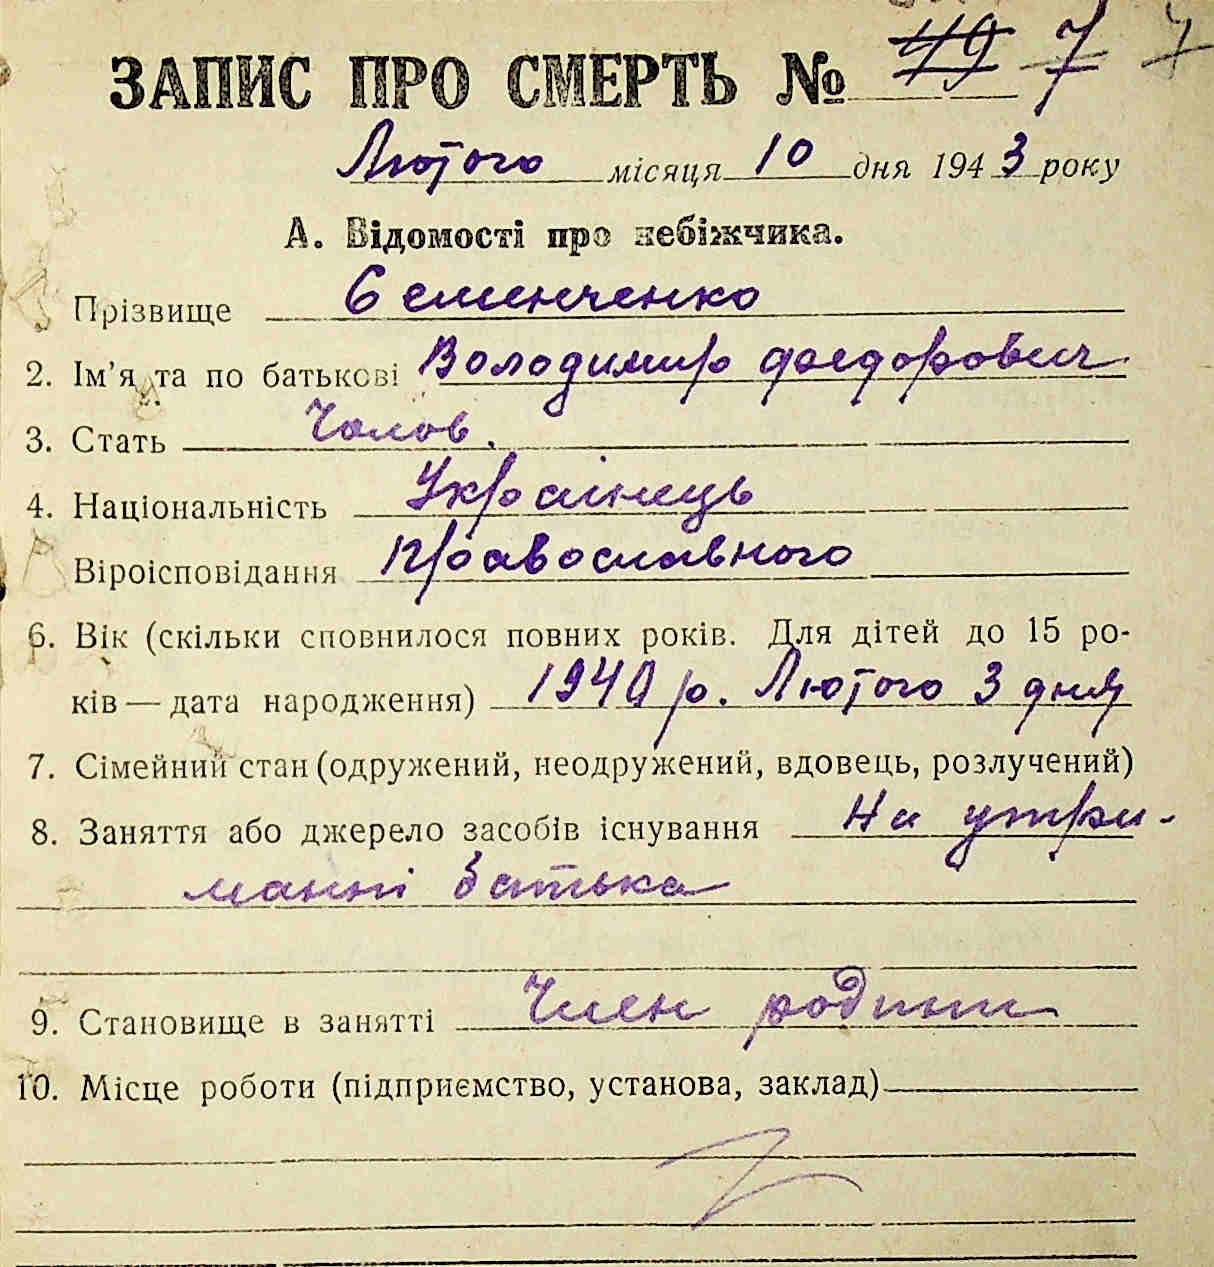 ЗАПИС ПРО СМЕРТЬ № 49 7 7
Лютого місяця 10 дня 1943 року
А. Відомості про небіжчика.
Прізвище Семенченко
2. Ім'я та по батькові Володимир Федорович
3. Стать Чолов.
4. Національність Українець
Віроісповідання православного
6. Вік (скільки сповнилося повних років. Для дітей до 15 ро-
ків — дата народження) 1940 р. Лютого 3 дня
7. Сімейний стан (одружений, неодружений, вдовець, розлучений)
8. Заняття або джерело засобів існування На утри-
манні батька
9. Становище в занятті Член родини
10. Місце роботи (підприємство, установа, заклад)